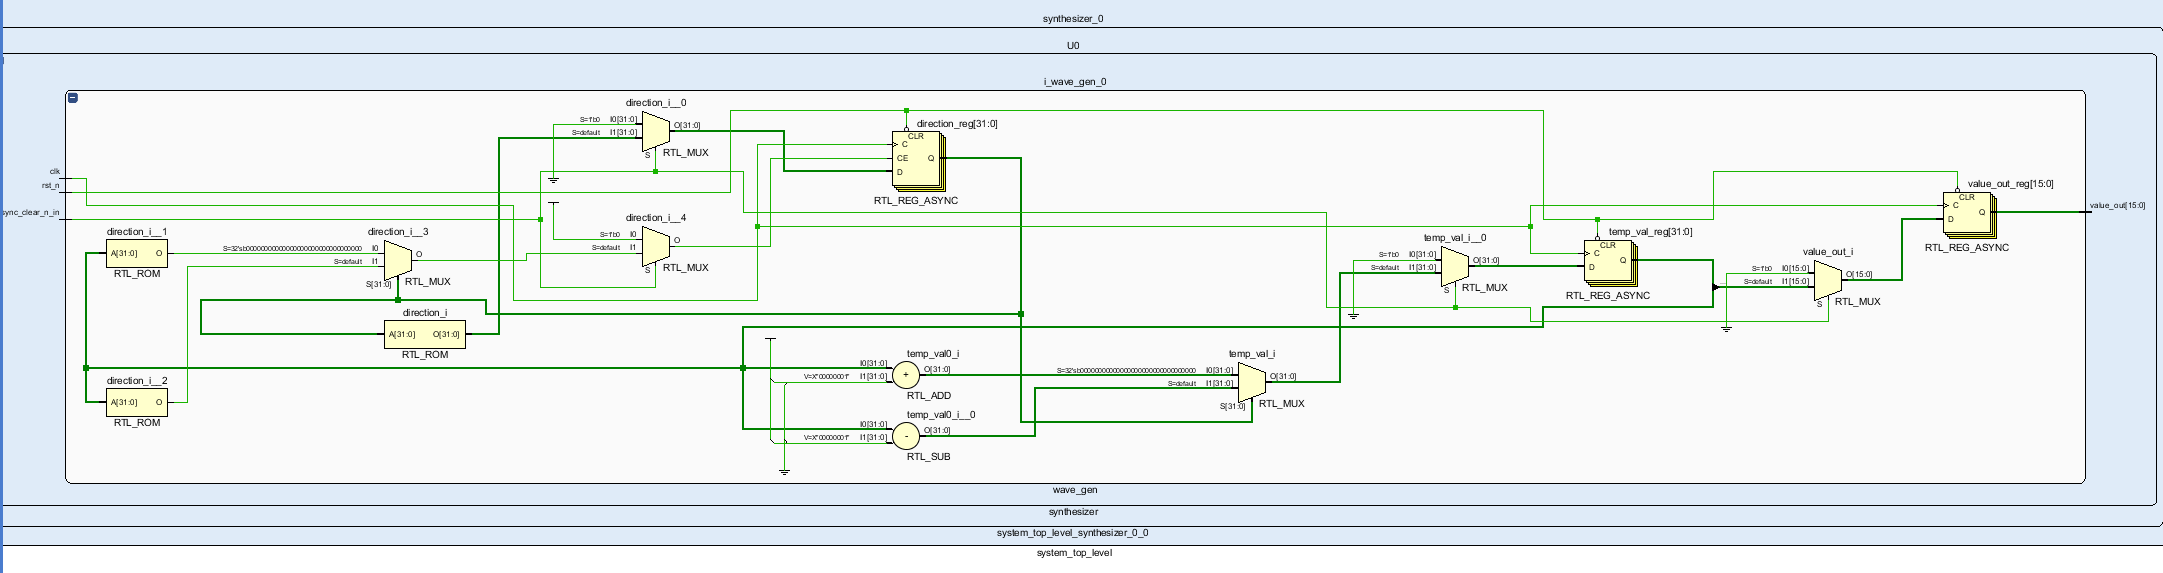 synthesizer_0
U0
i_wave_gen_0
direction_i__0
S=1'b0 I0[31:0]
S=default I1[31:0]
O[31:0]
S
RTL_MUX
direction_reg[31:0]
CLR
C
CE
D
Q
RTL_REG_ASYNC
clk
rst_n
sync_clear_n_in
direction_i__1
A[31:0] O
RTL_ROM
direction_i__3
S=32'sb00000000000000000000000000000000 I0
S=default I1
O
S[31:0]
RTL_MUX
direction_i__4
S=1'b0 I0
S=default I1
O
S
RTL_MUX
direction_i
A[31:0] O[31:0]
RTL_ROM
direction_i__2
A[31:0] O
RTL_ROM
temp_val0_i
I0[31:0]
V=X"0000000F" I1[31:0]
+
O[31:0]
RTL_ADD
temp_val0_i__0
I0[31:0]
V=X"0000000F" I1[31:0]
-
O[31:0]
RTL_SUB
temp_val_i
S=32'sb00000000000000000000000000000000 I0[31:0]
S=default I1[31:0]
O[31:0]
S[31:0]
RTL_MUX
temp_val_i__0
S=1'b0 I0[31:0]
S=default I1[31:0]
O[31:0]
S
RTL_MUX
temp_val_reg[31:0]
CLR
C
D
Q
RTL_REG_ASYNC
value_out_i
S=1'b0 I0[15:0]
S=default I1[15:0]
O[15:0]
S
RTL_MUX
value_out_reg[15:0]
CLR
C
D
Q
RTL_REG_ASYNC
value_out[15:0]
wave_gen
synthesizer
system_top_level_synthesizer_0_0
system_top_level